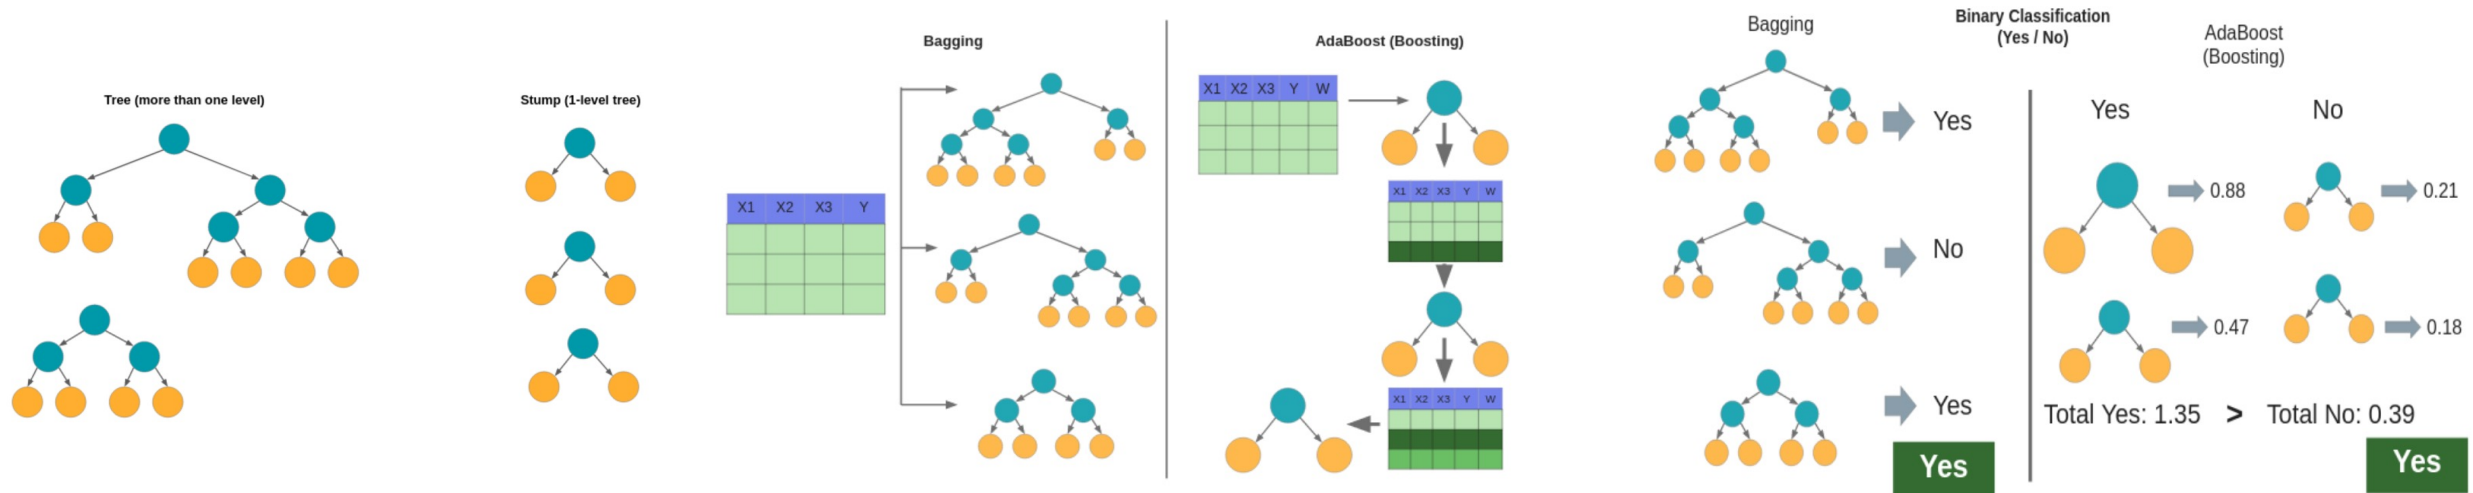 Tree (more than one level)
Stump (1-level tree)
Bagging
X1 X2 X3 Y
AdaBoost (Boosting)
X1 X2 X3 Y W
X1 X2 X3 Y W
X1 X2 X3 Y W
Bagging
Yes
No
Yes
Yes
Binary Classification
(Yes / No)
AdaBoost
(Boosting)
Yes No
0.88 0.21
0.47 0.18
Total Yes: 1.35 > Total No: 0.39
Yes